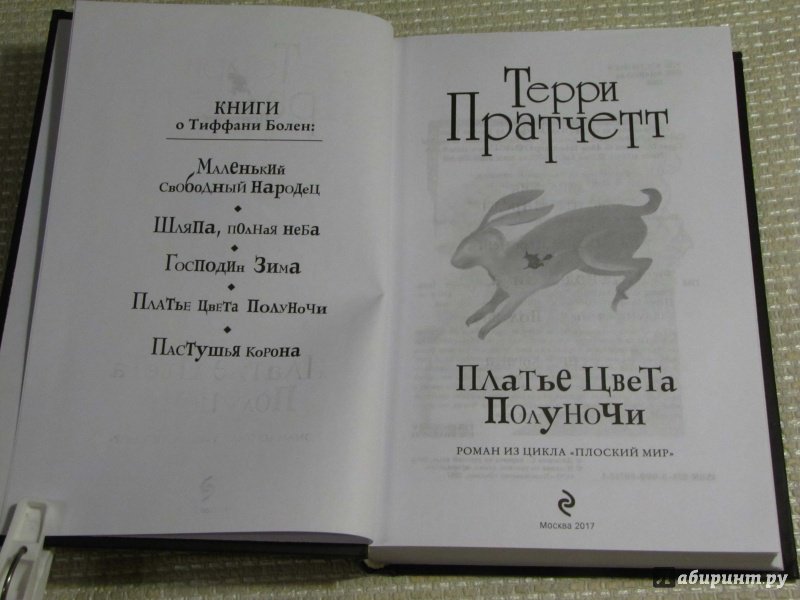 КНИГИ
о Тиффани Болен:
Маленький
свободный народец
Шляпа, полная неба
Господин Зима
Платье цвета полуночи
Пастушья корона
Терри
Пратчетт
Платье Цвета
Полуночи
РОМАН ИЗ ЦИКЛА «ПЛОСКИЙ МИР»
Москва 2017
Лабиринт.ру